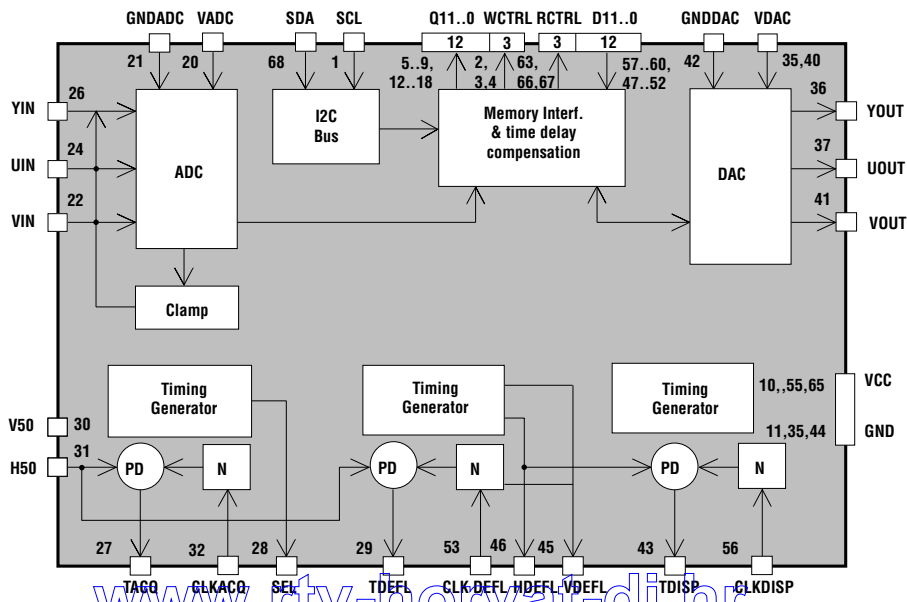 GNDADC VADC SDA SCL Q11..0 WCTRL RCTRL D11..0 GNDDAC VDAC
12 3 3 12
21 20 68 1 5..9, 2, 63, 57..60, 42 35,40
12..18 3,4 66,67 47..52
YIN 26 36 YOUT
I2C
Bus
Memory Interf.
& time delay
compensation
UIN 24 37 UOUT
ADC
DAC
VIN 22 41 VOUT
Clamp
Timing
Generator
Timing
Generator
Timing
Generator
10,,55,65 VCC
11,35,44 GND
V50 30
H50 31
PD N PD N PD N
27 32 28 29 53 46 45 43 56
TACQ CLKACQ SEL TDEFL CLK DEFL HDEFL VDEFL TDISP CLKDISP
www.rtv-horvat-dj.hr